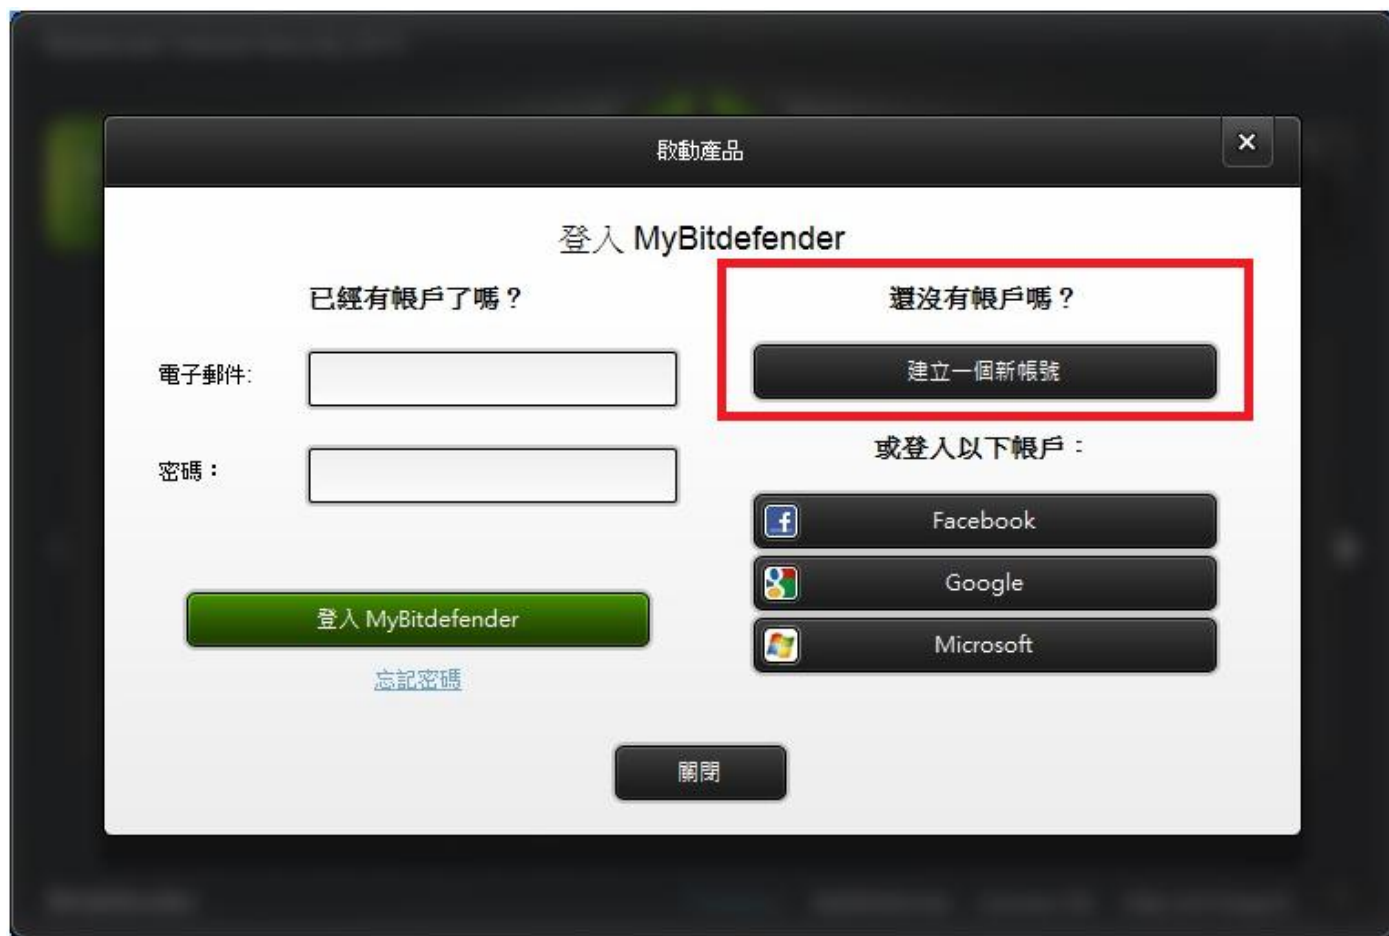 啟動產品
登入 MyBitdefender
已經有帳戶了嗎？
電子郵件:
密碼：
登入 MyBitdefender
忘記密碼
還沒有帳戶嗎？
建立一個新帳號
或登入以下帳戶：
Facebook
Google
Microsoft
關閉